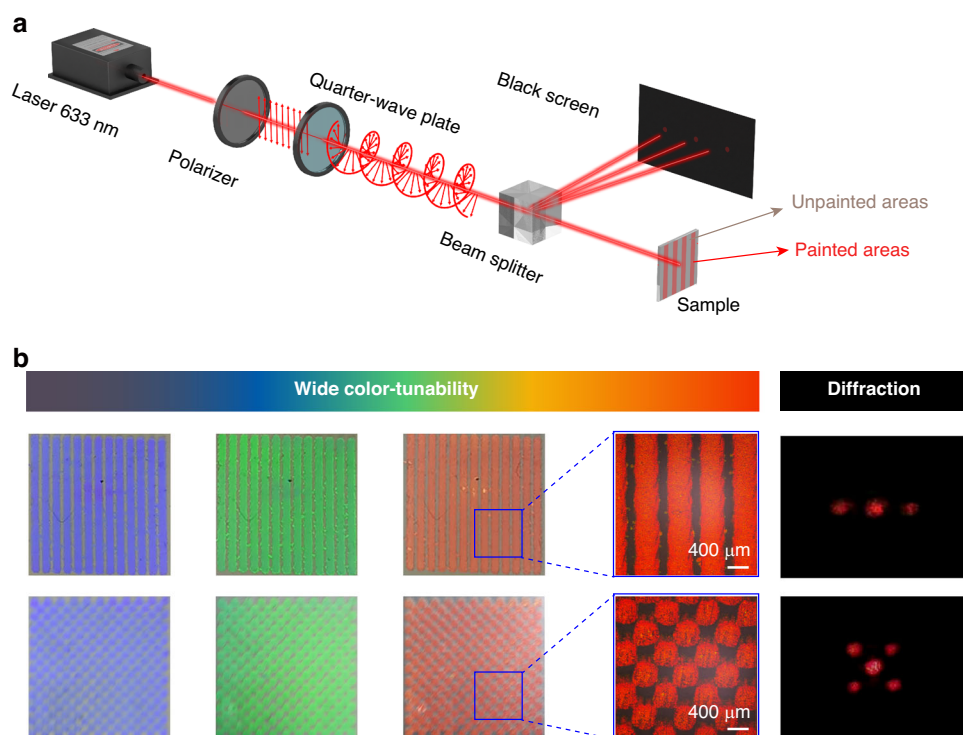 a
Laser 633 nm
Polarizer
Quarter-wave plate
Beam splitter
Black screen
Unpainted areas
Painted areas
Sample
b
Wide color-tunability
Diffraction
400 μm
400 μm